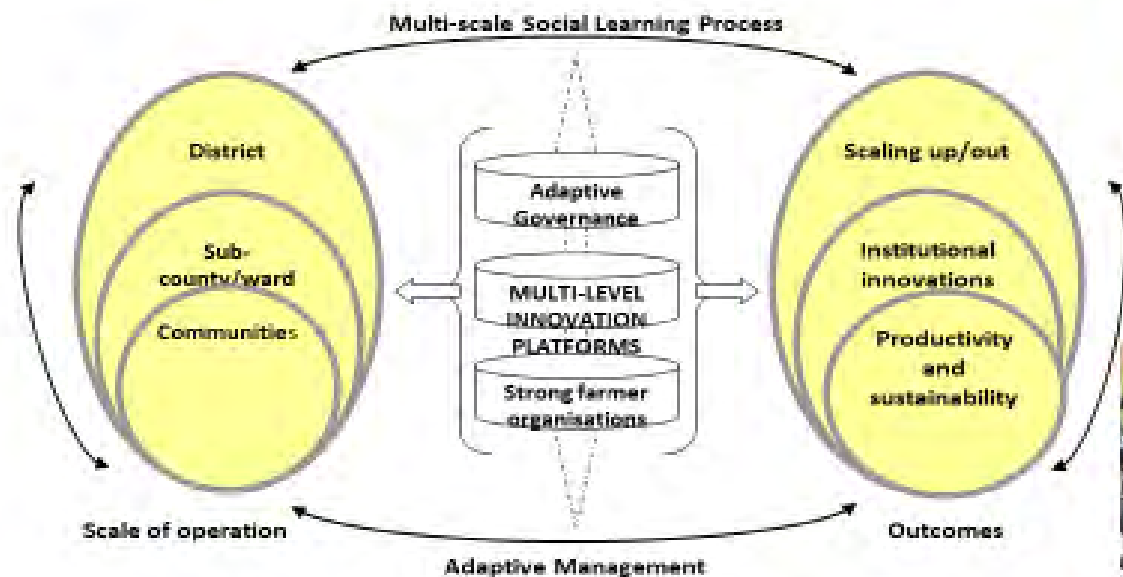 Multi-scale Social Learning Process
District
Sub-
county/ward
Communities
Adaptive
Governance
MULTI-LEVEL
INNOVATION
PLATFORMS
Strong farmer
organisations
Scaling up/out
Institutional
innovations
Productivity
and
sustainability
Scale of operation
Outcomes
Adaptive Management